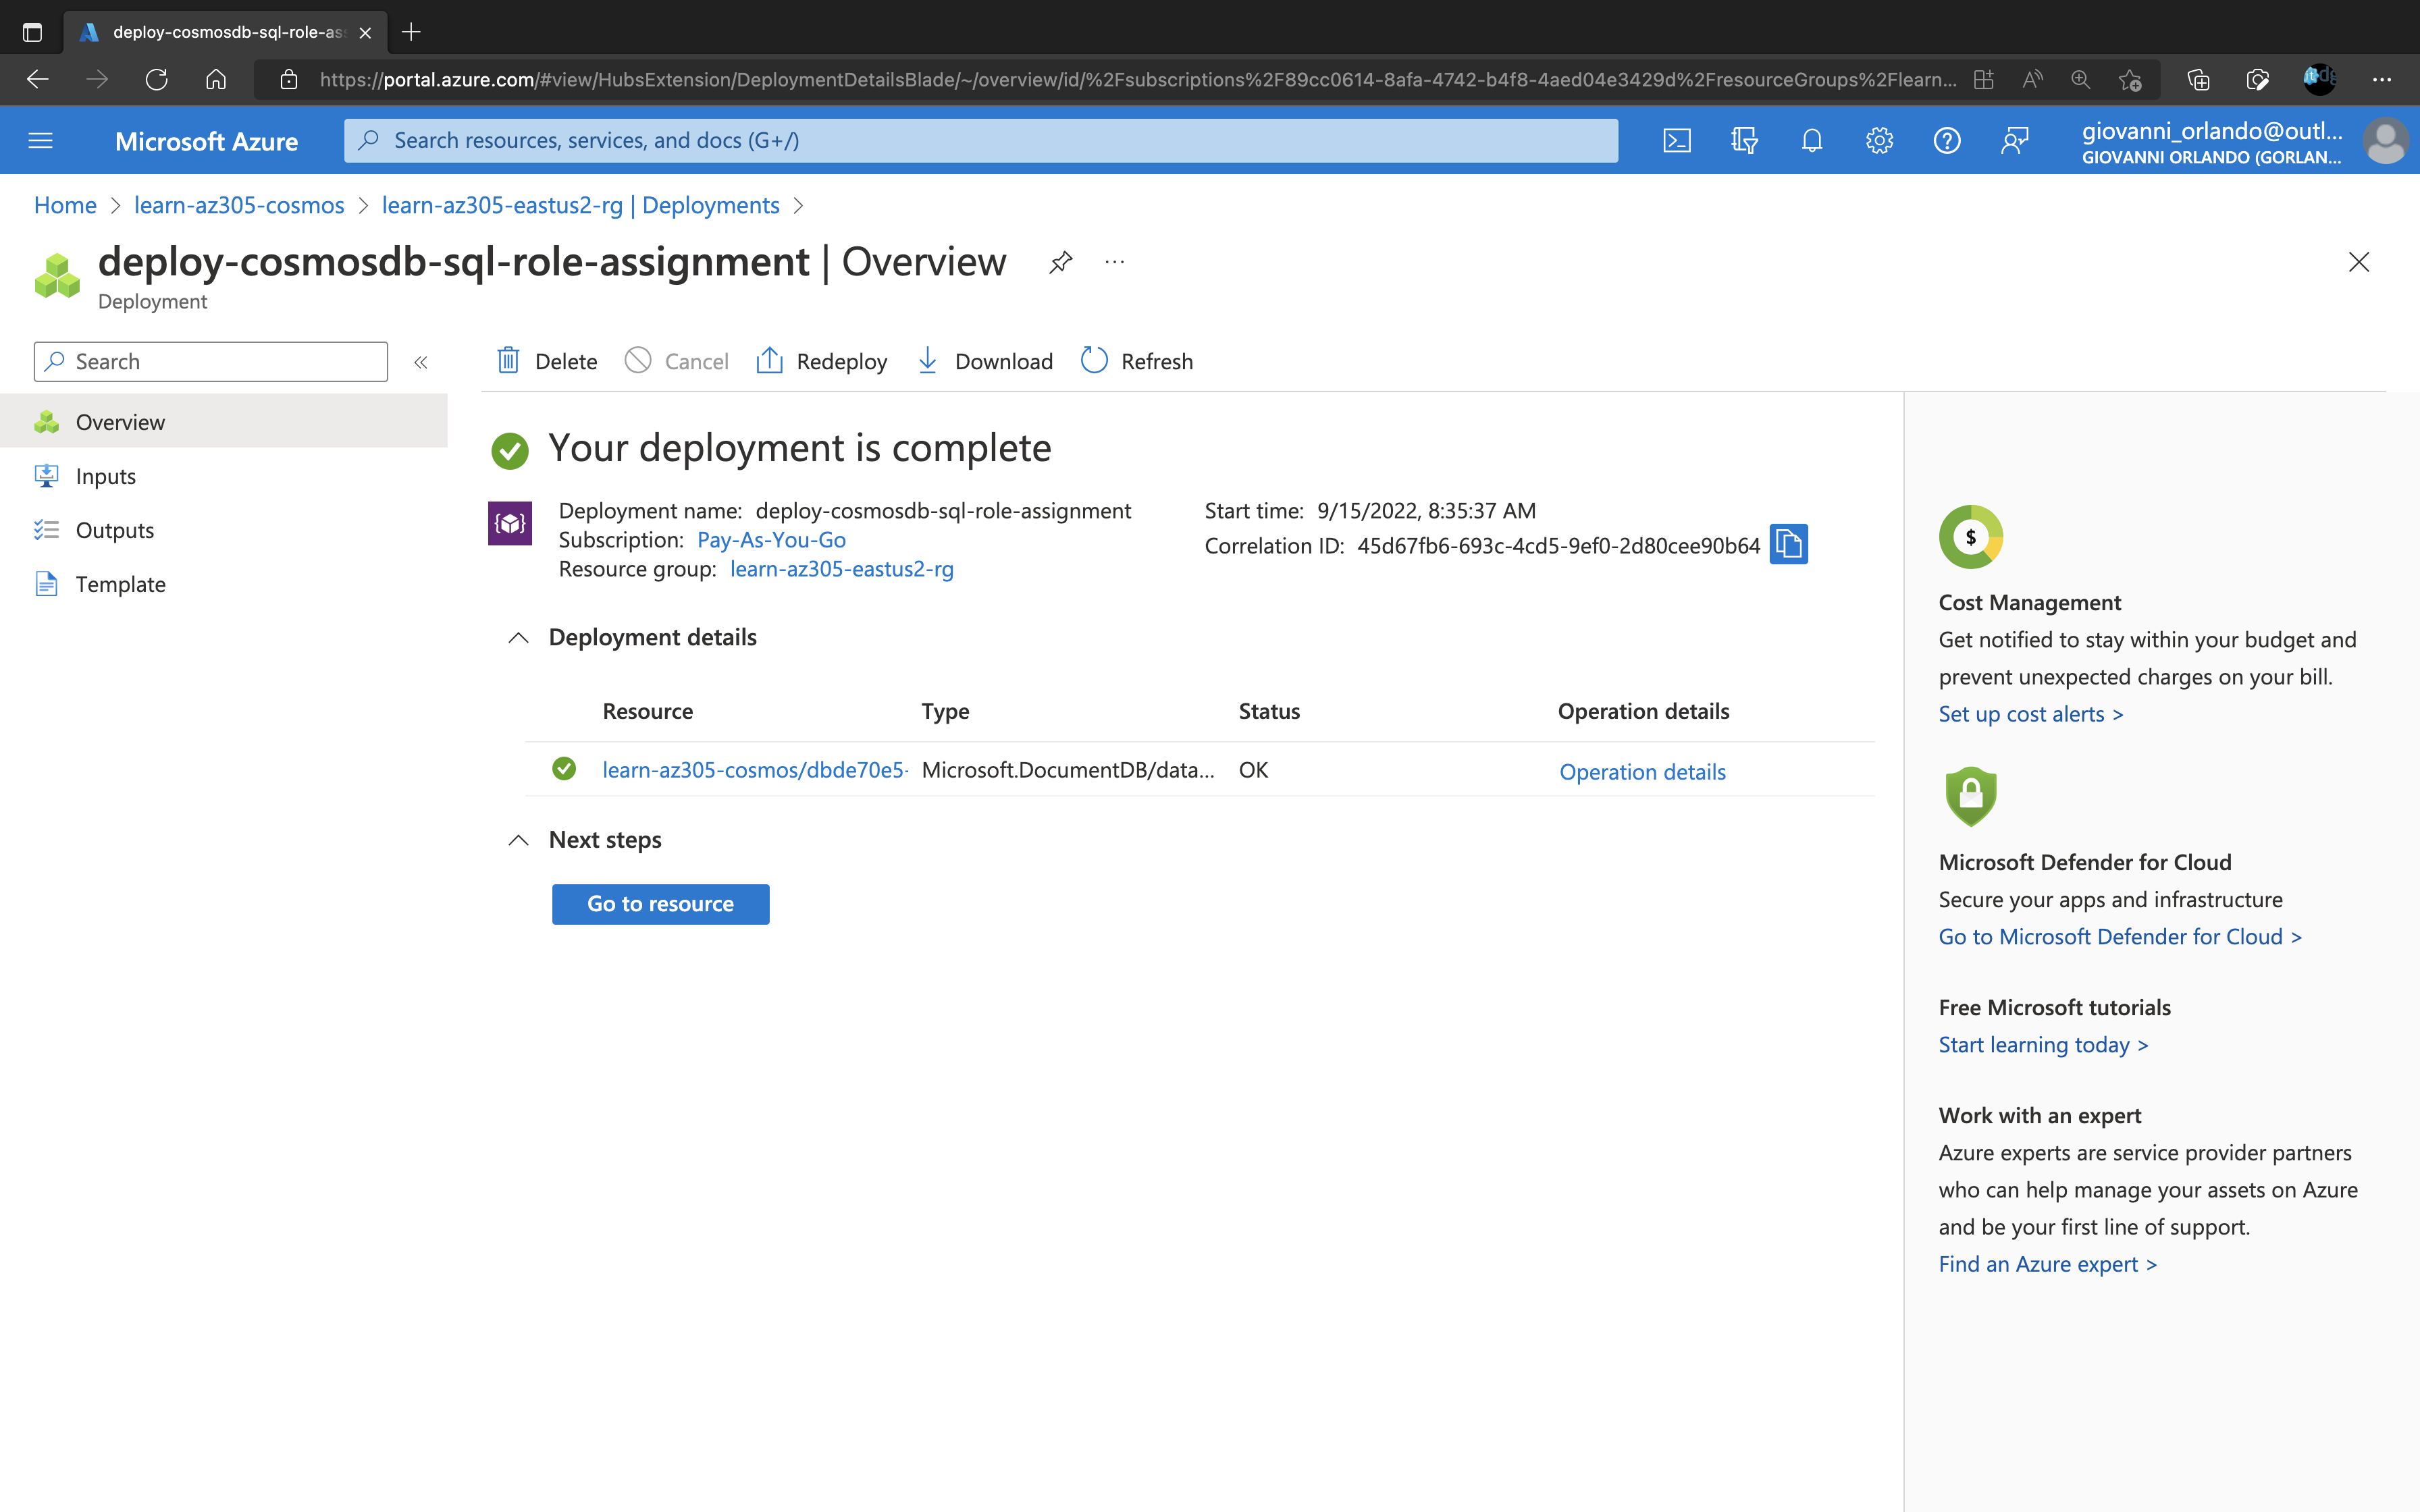 deploy-cosmosdb-sql-role-as
https://portal.azure.com/#view/HubsExtension/DeploymentDetailsBlade/~/overview/id/%2Fsubscriptions%2F89cc0614-8afa-4742-b4f8-4aed04e3429d%2FresourceGroups%2Flearn...
Microsoft Azure
Search resources, services, and docs (G+/)
giovanni_orlando@outl...
GIOVANNI ORLANDO (GORLAN...
Home > learn-az305-cosmos > learn-az305-eastus2-rg | Deployments >
deploy-cosmosdb-sql-role-assignment | Overview
Deployment
Search
Overview
Inputs
Outputs
Template
Delete Cancel Redeploy Download Refresh
Your deployment is complete
Deployment name: deploy-cosmosdb-sql-role-assignment
Subscription: Pay-As-You-Go
Resource group: learn-az305-eastus2-rg
Start time: 9/15/2022, 8:35:37 AM
Correlation ID: 45d67fb6-693c-4cd5-9ef0-2d80cee90b64
Deployment details
Resource Type Status Operation details
learn-az305-cosmos/dbde70e5- Microsoft.DocumentDB/data... OK Operation details
Next steps
Go to resource
$
Cost Management
Get notified to stay within your budget and
prevent unexpected charges on your bill.
Set up cost alerts >
Microsoft Defender for Cloud
Secure your apps and infrastructure
Go to Microsoft Defender for Cloud >
Free Microsoft tutorials
Start learning today >
Work with an expert
Azure experts are service provider partners
who can help manage your assets on Azure
and be your first line of support.
Find an Azure expert >